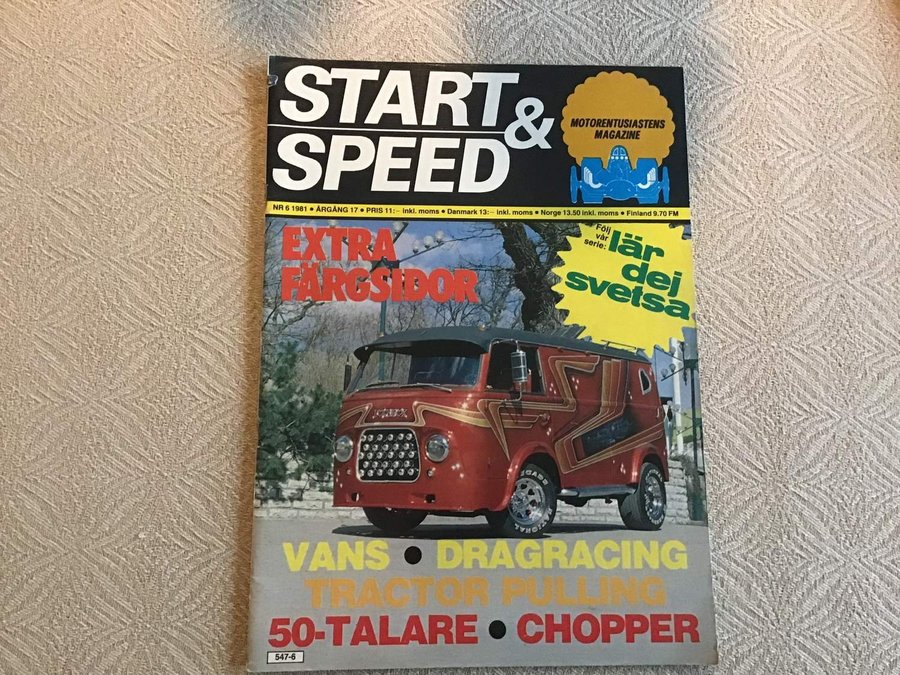 START
& SPEED
MOTORENTUSIASTENS
MAGAZINE
NR 6 1981 • ÅRGÅNG 17 • PRIS 11:– inkl. moms • Danmark 13:– inkl. moms • Norge 13.50 inkl. moms • Finland 9.70 FM
EXTRA
FÄRGSIDOR
Följ
vår
serie:
lär
dej
svetsa
VANS • DRAGRACING
TRACTOR PULLING
50-TALARE • CHOPPER
547-6